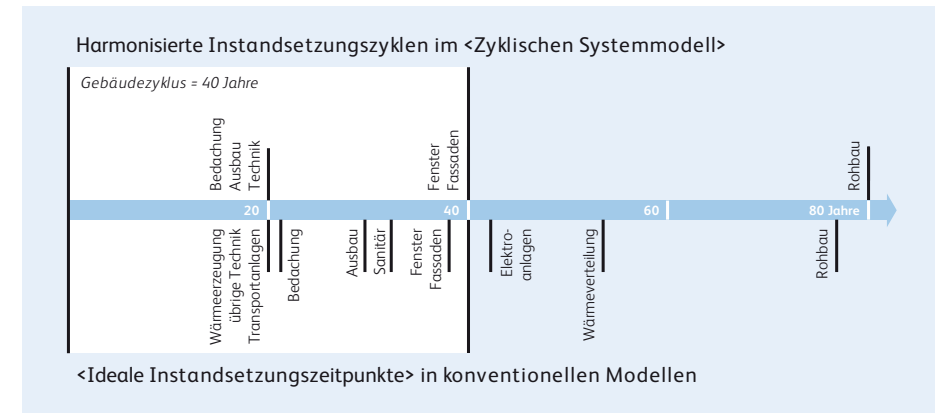 Harmonisierte Instandsetzungszyklen im <Zyklischen Systemmodell>
Gebäudezyklus = 40 Jahre
Bedachung
Ausbau
Technik
Fenster
Fassaden
Rohbau
20
40
60
80 Jahre
Wärmeerzeugung
übrige Technik
Transportanlagen
Bedachung
Ausbau
Sanitär
Fenster
Fassaden
Elektro-
anlagen
Wärmeverteilung
Rohbau
<Ideale Instandsetzungszeitpunkte> in konventionellen Modellen